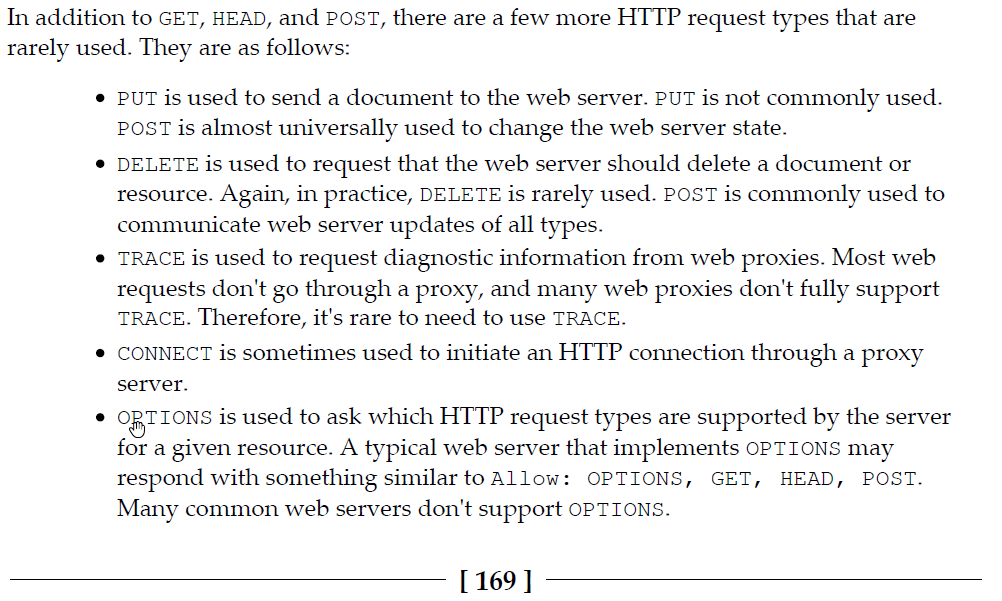 In addition to GET, HEAD, and POST, there are a few more HTTP request types that are
rarely used. They are as follows:
• PUT is used to send a document to the web server. PUT is not commonly used.
POST is almost universally used to change the web server state.
• DELETE is used to request that the web server should delete a document or
resource. Again, in practice, DELETE is rarely used. POST is commonly used to
communicate web server updates of all types.
• TRACE is used to request diagnostic information from web proxies. Most web
requests don't go through a proxy, and many web proxies don't fully support
TRACE. Therefore, it's rare to need to use TRACE.
• CONNECT is sometimes used to initiate an HTTP connection through a proxy
server.
• OPTIONS is used to ask which HTTP request types are supported by the server
for a given resource. A typical web server that implements OPTIONS may
respond with something similar to Allow: OPTIONS, GET, HEAD, POST.
Many common web servers don't support OPTIONS.
[ 169 ]